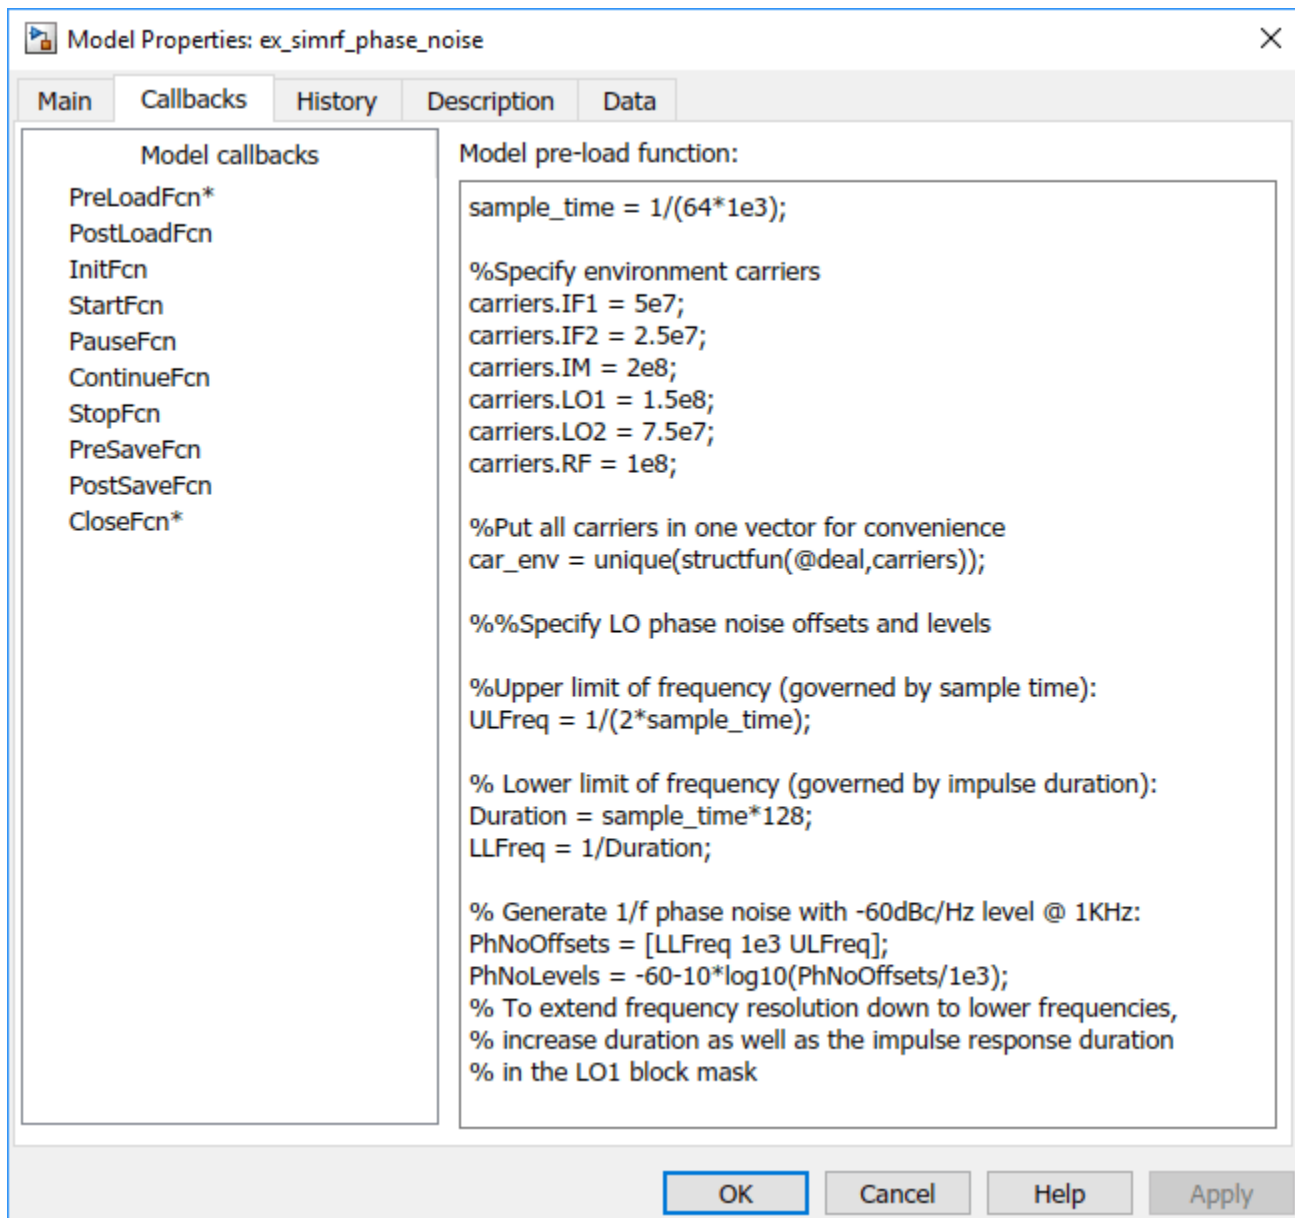 Model Properties: ex_simrf_phase_noise
Main Callbacks History Description Data
Model callbacks
PreLoadFcn*
PostLoadFcn
InitFcn
StartFcn
PauseFcn
ContinueFcn
StopFcn
PreSaveFcn
PostSaveFcn
CloseFcn*
Model pre-load function:
sample_time = 1/(64*1e3);
%Specify environment carriers
carriers.IF1 = 5e7;
carriers.IF2 = 2.5e7;
carriers.IM = 2e8;
carriers.LO1 = 1.5e8;
carriers.LO2 = 7.5e7;
carriers.RF = 1e8;
%Put all carriers in one vector for convenience
car_env = unique(structfun(@deal,carriers));
%%Specify LO phase noise offsets and levels
%Upper limit of frequency (governed by sample time):
ULFreq = 1/(2*sample_time);
% Lower limit of frequency (governed by impulse duration):
Duration = sample_time*128;
LLFreq = 1/Duration;
% Generate 1/f phase noise with -60dBc/Hz level @ 1KHz:
PhNoOffsets = [LLFreq 1e3 ULFreq];
PhNoLevels = -60-10*log10(PhNoOffsets/1e3);
% To extend frequency resolution down to lower frequencies,
% increase duration as well as the impulse response duration
% in the LO1 block mask
OK Cancel Help Apply